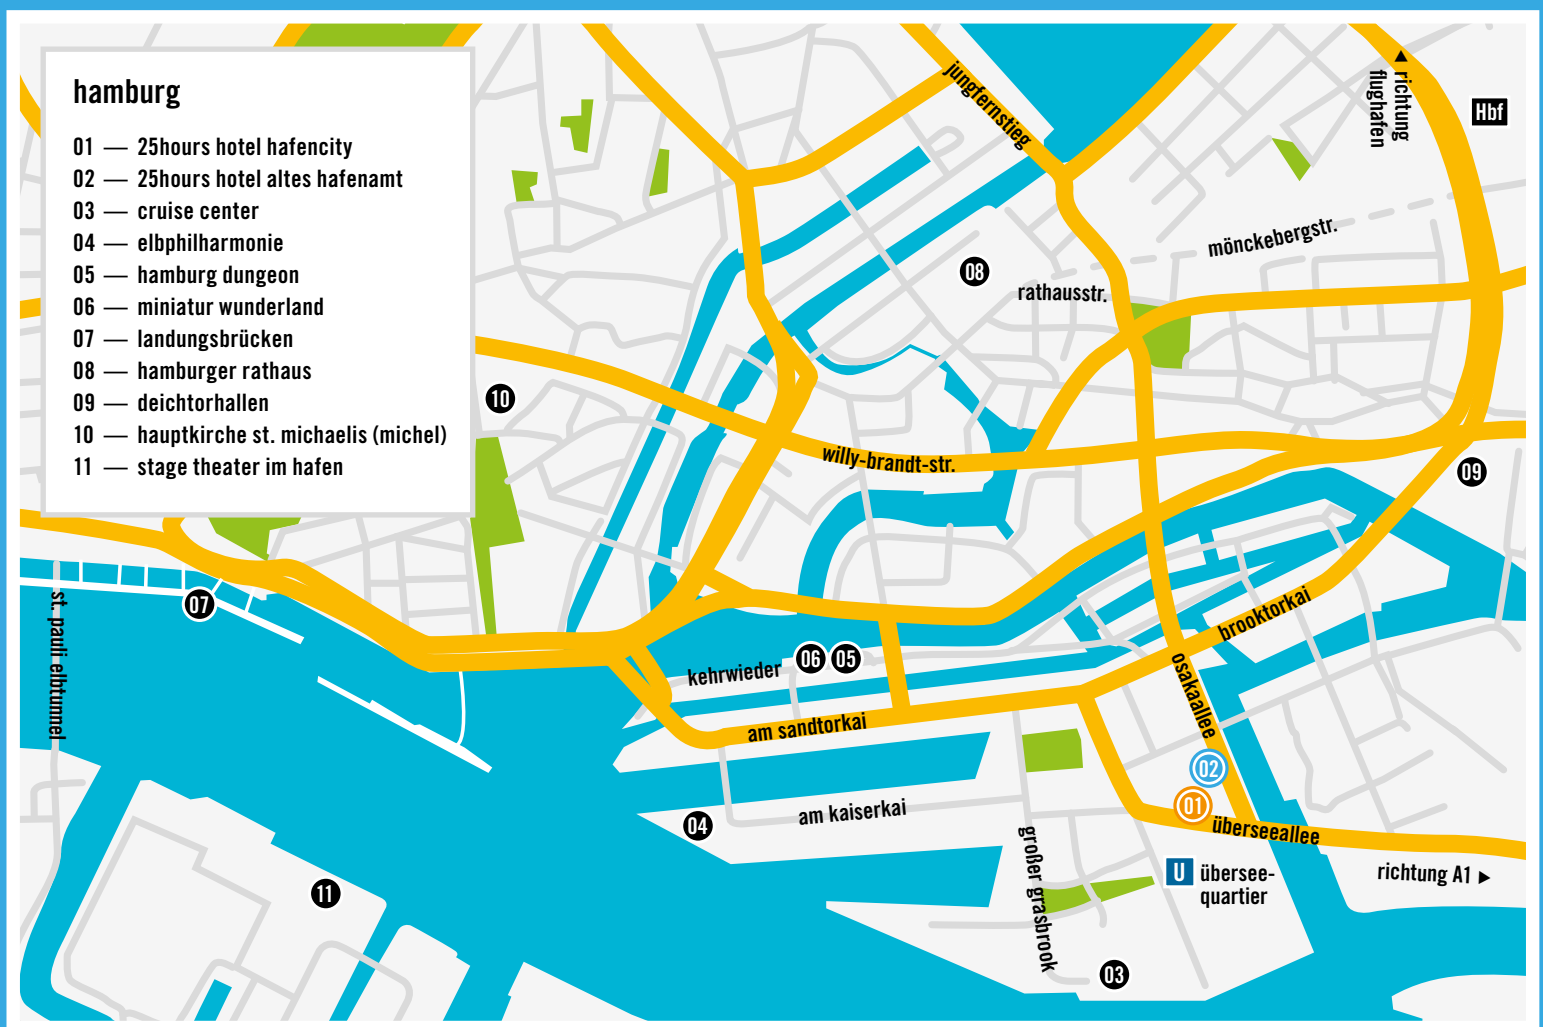 hamburg
01 — 25hours hotel hafencity
02 — 25hours hotel altes hafenamt
03 — cruise center
04 — elbphilharmonie
05 — hamburg dungeon
06 — miniatur wunderland
07 — landungsbrücken
08 — hamburger rathaus
09 — deichtorhallen
10 — hauptkirche st. michaelis (michel)
11 — stage theater im hafen
jungfernstieg
▲ richtung
flughafen
Hbf
mönckebergstr.
08
rathausstr.
10
willy-brandt-str.
09
07
st. pauli elbtunnel
brooktorkai
kehrwieder
06
05
osakaallee
am sandtorkai
02
01
am kaiserkai
04
überseeallee
großer grasbrook
U
übersee-
quartier
richtung A1 ►
11
03